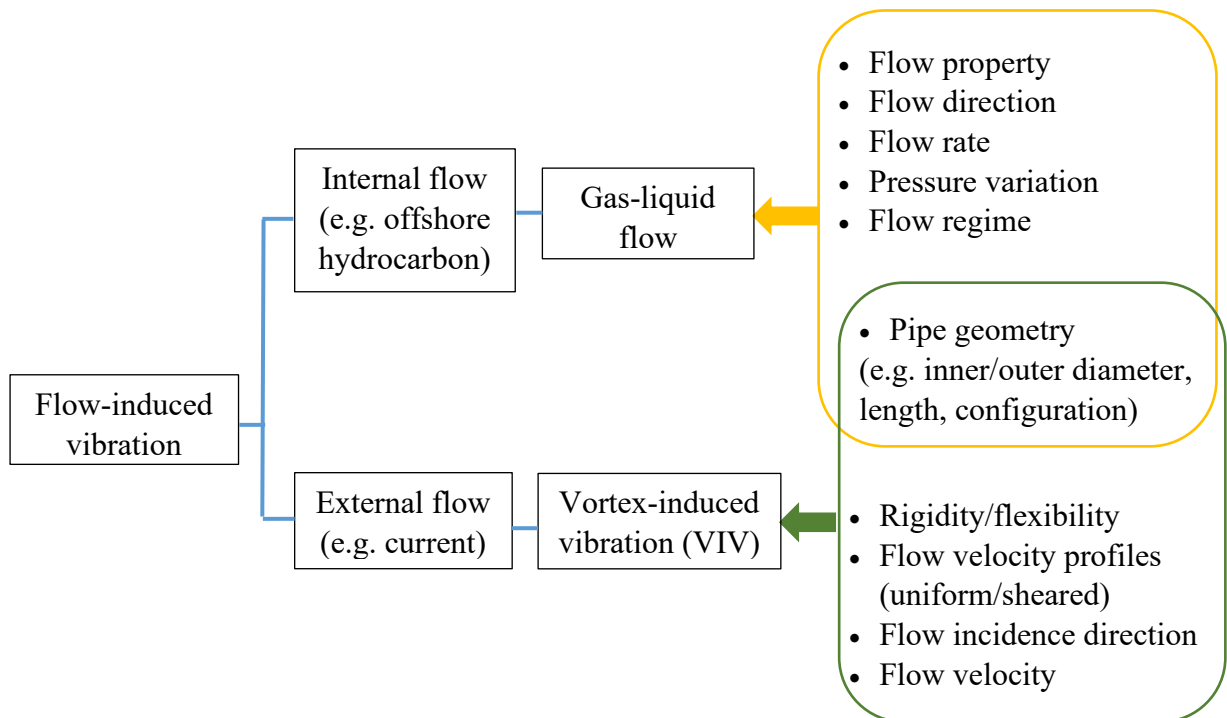 Flow-induced
vibration
Internal flow
(e.g. offshore
hydrocarbon)
Gas-liquid
flow
External flow
(e.g. current)
Vortex-induced
vibration (VIV)
• Flow property
• Flow direction
• Flow rate
• Pressure variation
• Flow regime
• Pipe geometry
(e.g. inner/outer diameter,
length, configuration)
• Rigidity/flexibility
• Flow velocity profiles
(uniform/sheared)
• Flow incidence direction
• Flow velocity